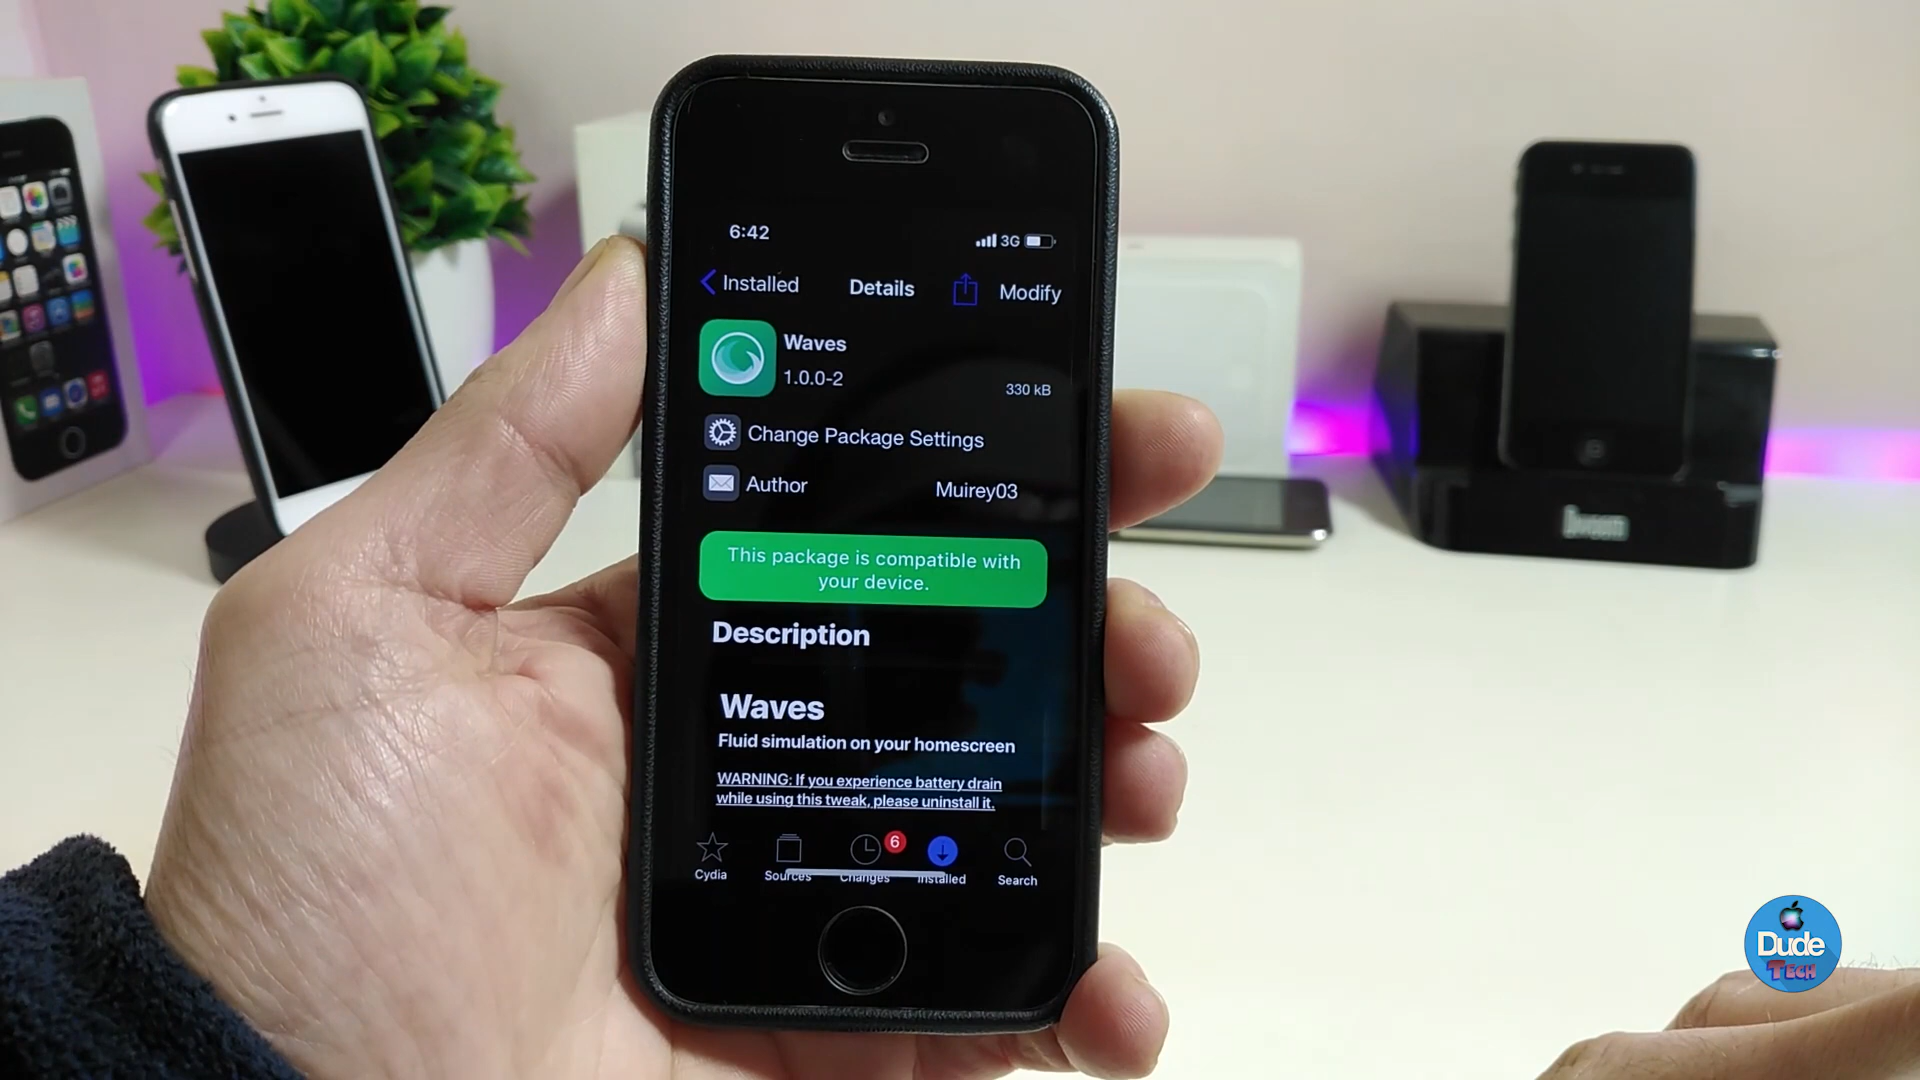 6:42
3G
Installed
Details
Modify
Waves
1.0.0-2
330 kB
Change Package Settings
Author
Muirey03
This package is compatible with
your device.
Description
Waves
Fluid simulation on your homescreen
WARNING: If you experience battery drain
while using this tweak, please uninstall it.
6
Cydia
Sources
Changes
Installed
Search
Divoom
Dude
TECH